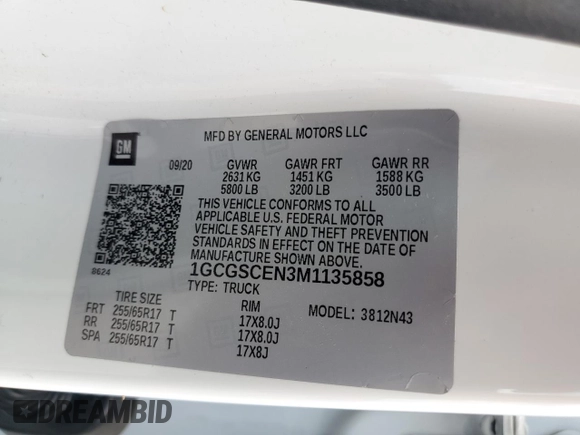 MFD BY GENERAL MOTORS LLC
GM
09/20 GVWR GAWR FRT GAWR RR
2631 KG 1451 KG 1588 KG
5800 LB 3200 LB 3500 LB
THIS VEHICLE CONFORMS TO ALL
APPLICABLE U.S. FEDERAL MOTOR
VEHICLE SAFETY AND THEFT PREVENTION
STANDARDS IN EFFECT ON THE DATE OF
MANUFACTURE SHOWN ABOVE.
8624
1GCGSCEN3M1135858
TYPE: TRUCK
TIRE SIZE RIM MODEL: 3812N43
FRT 255/65R17 T 17X8.0J
RR 255/65R17 T 17X8.0J
SPA 255/65R17 T 17X8J
DREAMBID